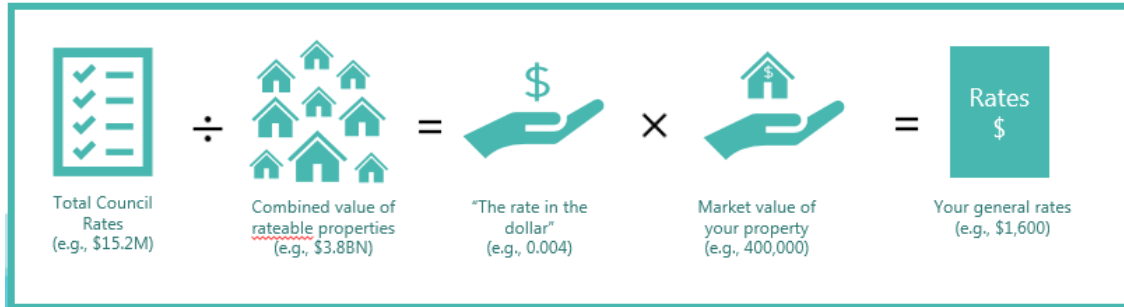 Total Council
Rates
(e.g., $15.2M)
÷
Combined value of
rateable properties
(e.g., $3.8BN)
=
$
"The rate in the
dollar"
(e.g., 0.004)
×
$
Market value of
your property
(e.g., 400,000)
=
Rates
$
Your general rates
(e.g., $1,600)